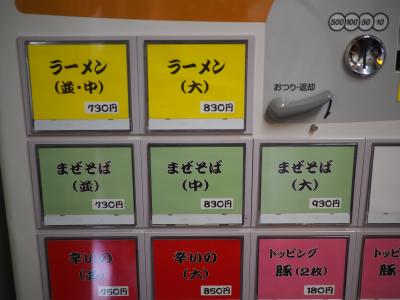 500 100 50 10
ラーメン
(並・中)
730円
ラーメン
(大)
830円
おつり・返却
まぜそば
(並)
730円
まぜそば
(中)
830円
まぜそば
(大)
930円
辛いの
(並)
750円
辛いの
(大)
850円
トッピング
豚(2枚)
180円